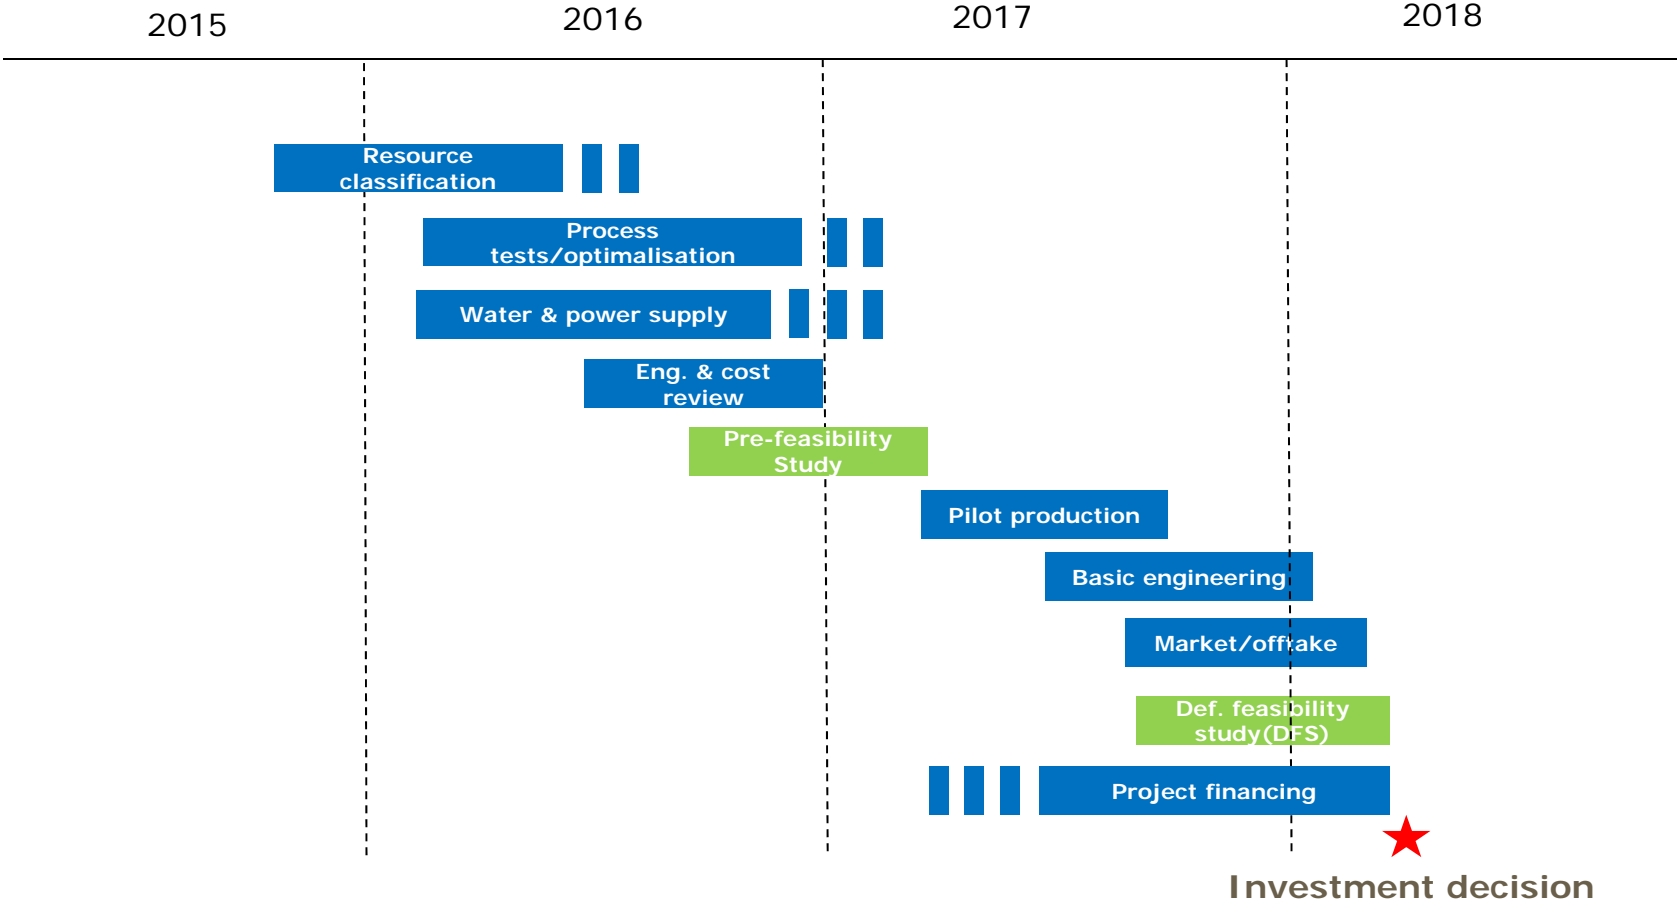 2015
2016
2017
2018
Resource
classification
Process
tests/optimalisation
Water & power supply
Eng. & cost
review
Pre-feasibility
Study
Pilot production
Basic engineering
Market/offtake
Def. feasibility
study(DFS)
Project financing
Investment decision